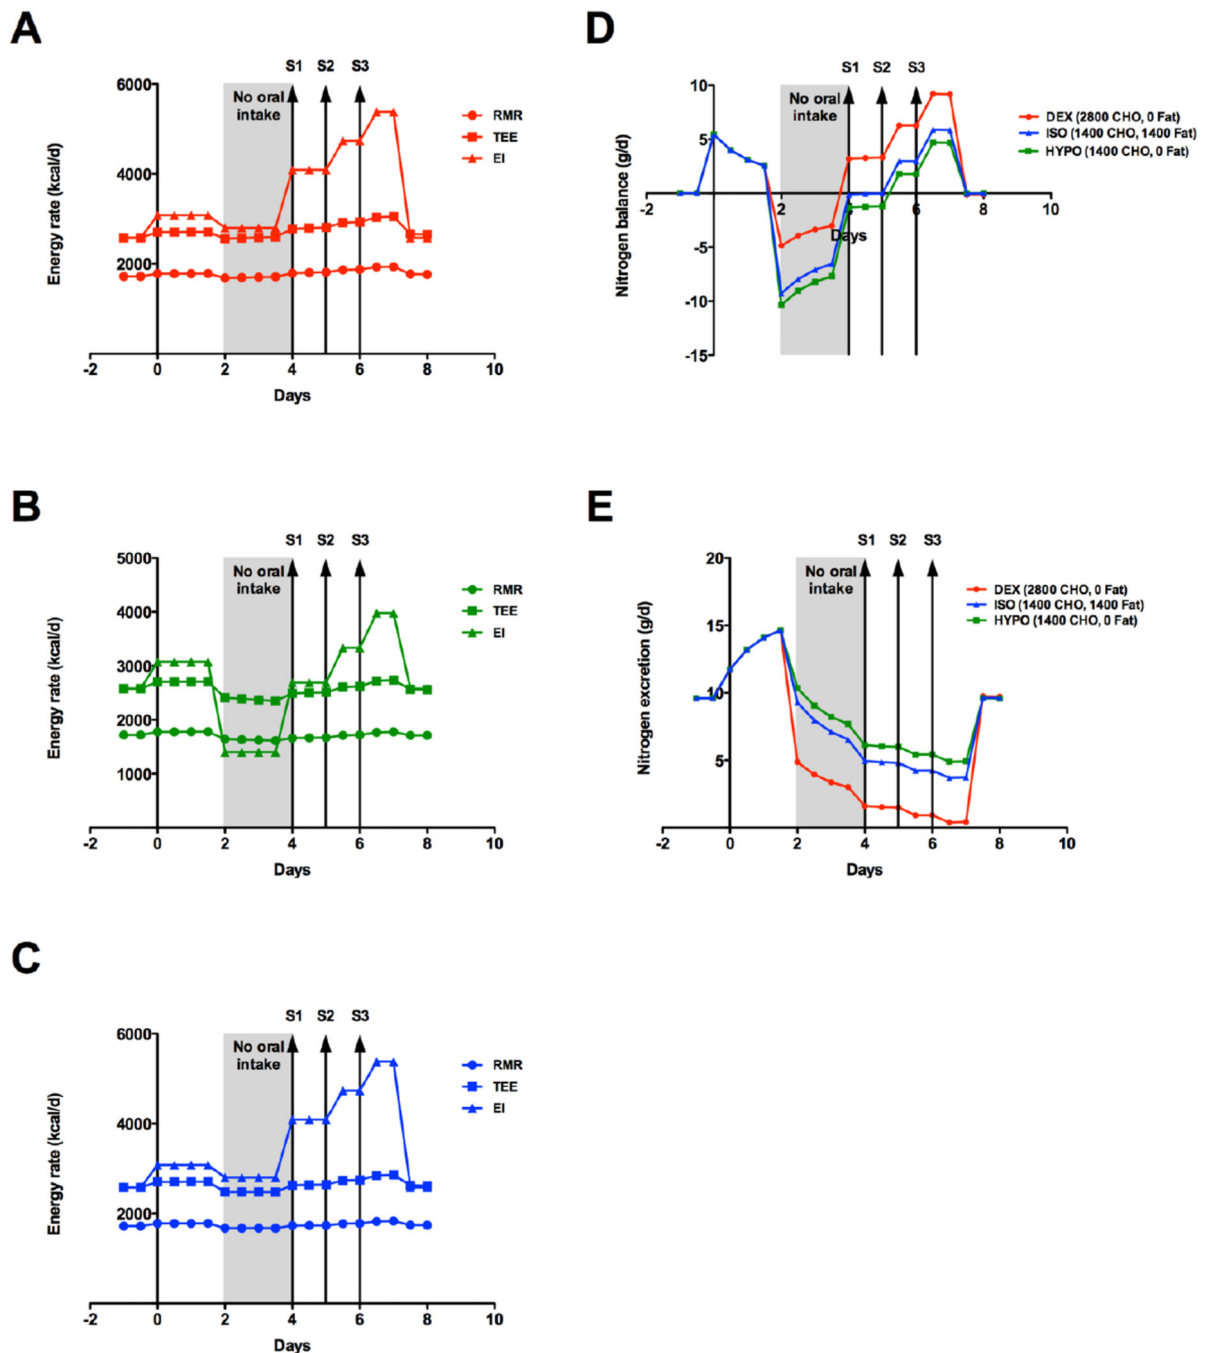 A
S1 S2 S3
6000
No oral
intake
4000
2000
Energy rate (kcal/d)
RMR
TEE
EI
-2 0 2 4 6 8 10
Days
D
S1 S2 S3
10
No oral
intake
5
-2 2 4 6 8 10
Days
-5
-10
-15
Nitrogen balance (g/d)
DEX (2800 CHO, 0 Fat)
ISO (1400 CHO, 1400 Fat)
HYPO (1400 CHO, 0 Fat)
B
S1 S2 S3
5000
No oral
intake
4000
3000
2000
1000
Energy rate (kcal/d)
RMR
TEE
EI
-2 0 2 4 6 8 10
Days
E
S1 S2 S3
20
No oral
intake
15
10
5
Nitrogen excretion (g/d)
DEX (2800 CHO, 0 Fat)
ISO (1400 CHO, 1400 Fat)
HYPO (1400 CHO, 0 Fat)
-2 0 2 4 6 8 10
Days
C
S1 S2 S3
6000
No oral
intake
4000
2000
Energy rate (kcal/d)
RMR
TEE
EI
-2 0 2 4 6 8 10
Days